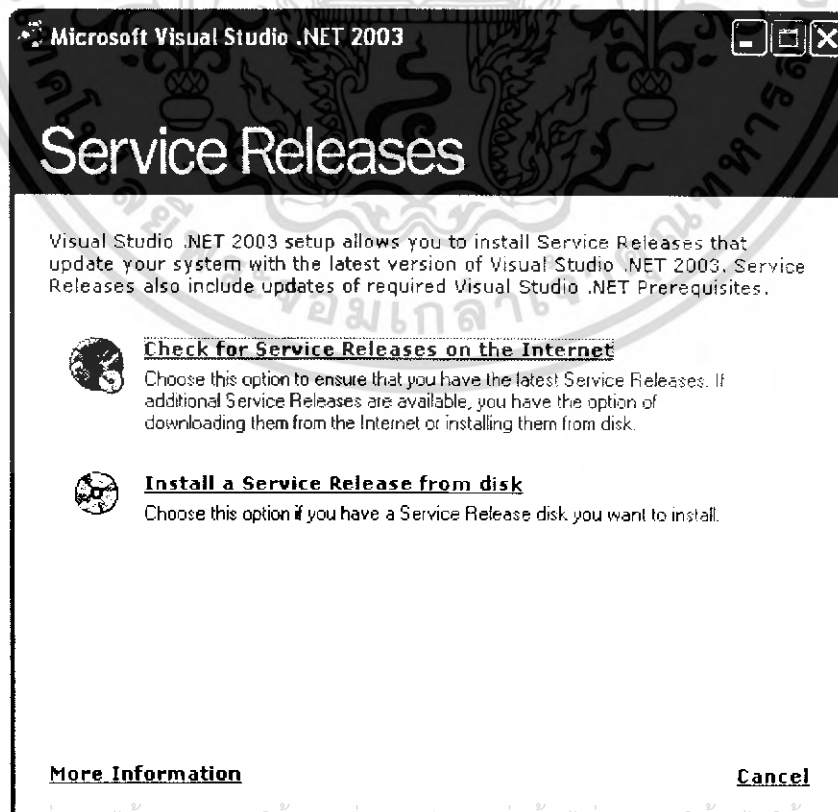 Microsoft Visual Studio .NET 2003
Service Releases
Visual Studio .NET 2003 setup allows you to install Service Releases that
update your system with the latest version of Visual Studio .NET 2003. Service
Releases also include updates of required Visual Studio .NET Prerequisites.
Check for Service Releases on the Internet
Choose this option to ensure that you have the latest Service Releases. If
additional Service Releases are available, you have the option of
downloading them from the Internet or installing them from disk.
Install a Service Release from disk
Choose this option if you have a Service Release disk you want to install.
More Information
Cancel